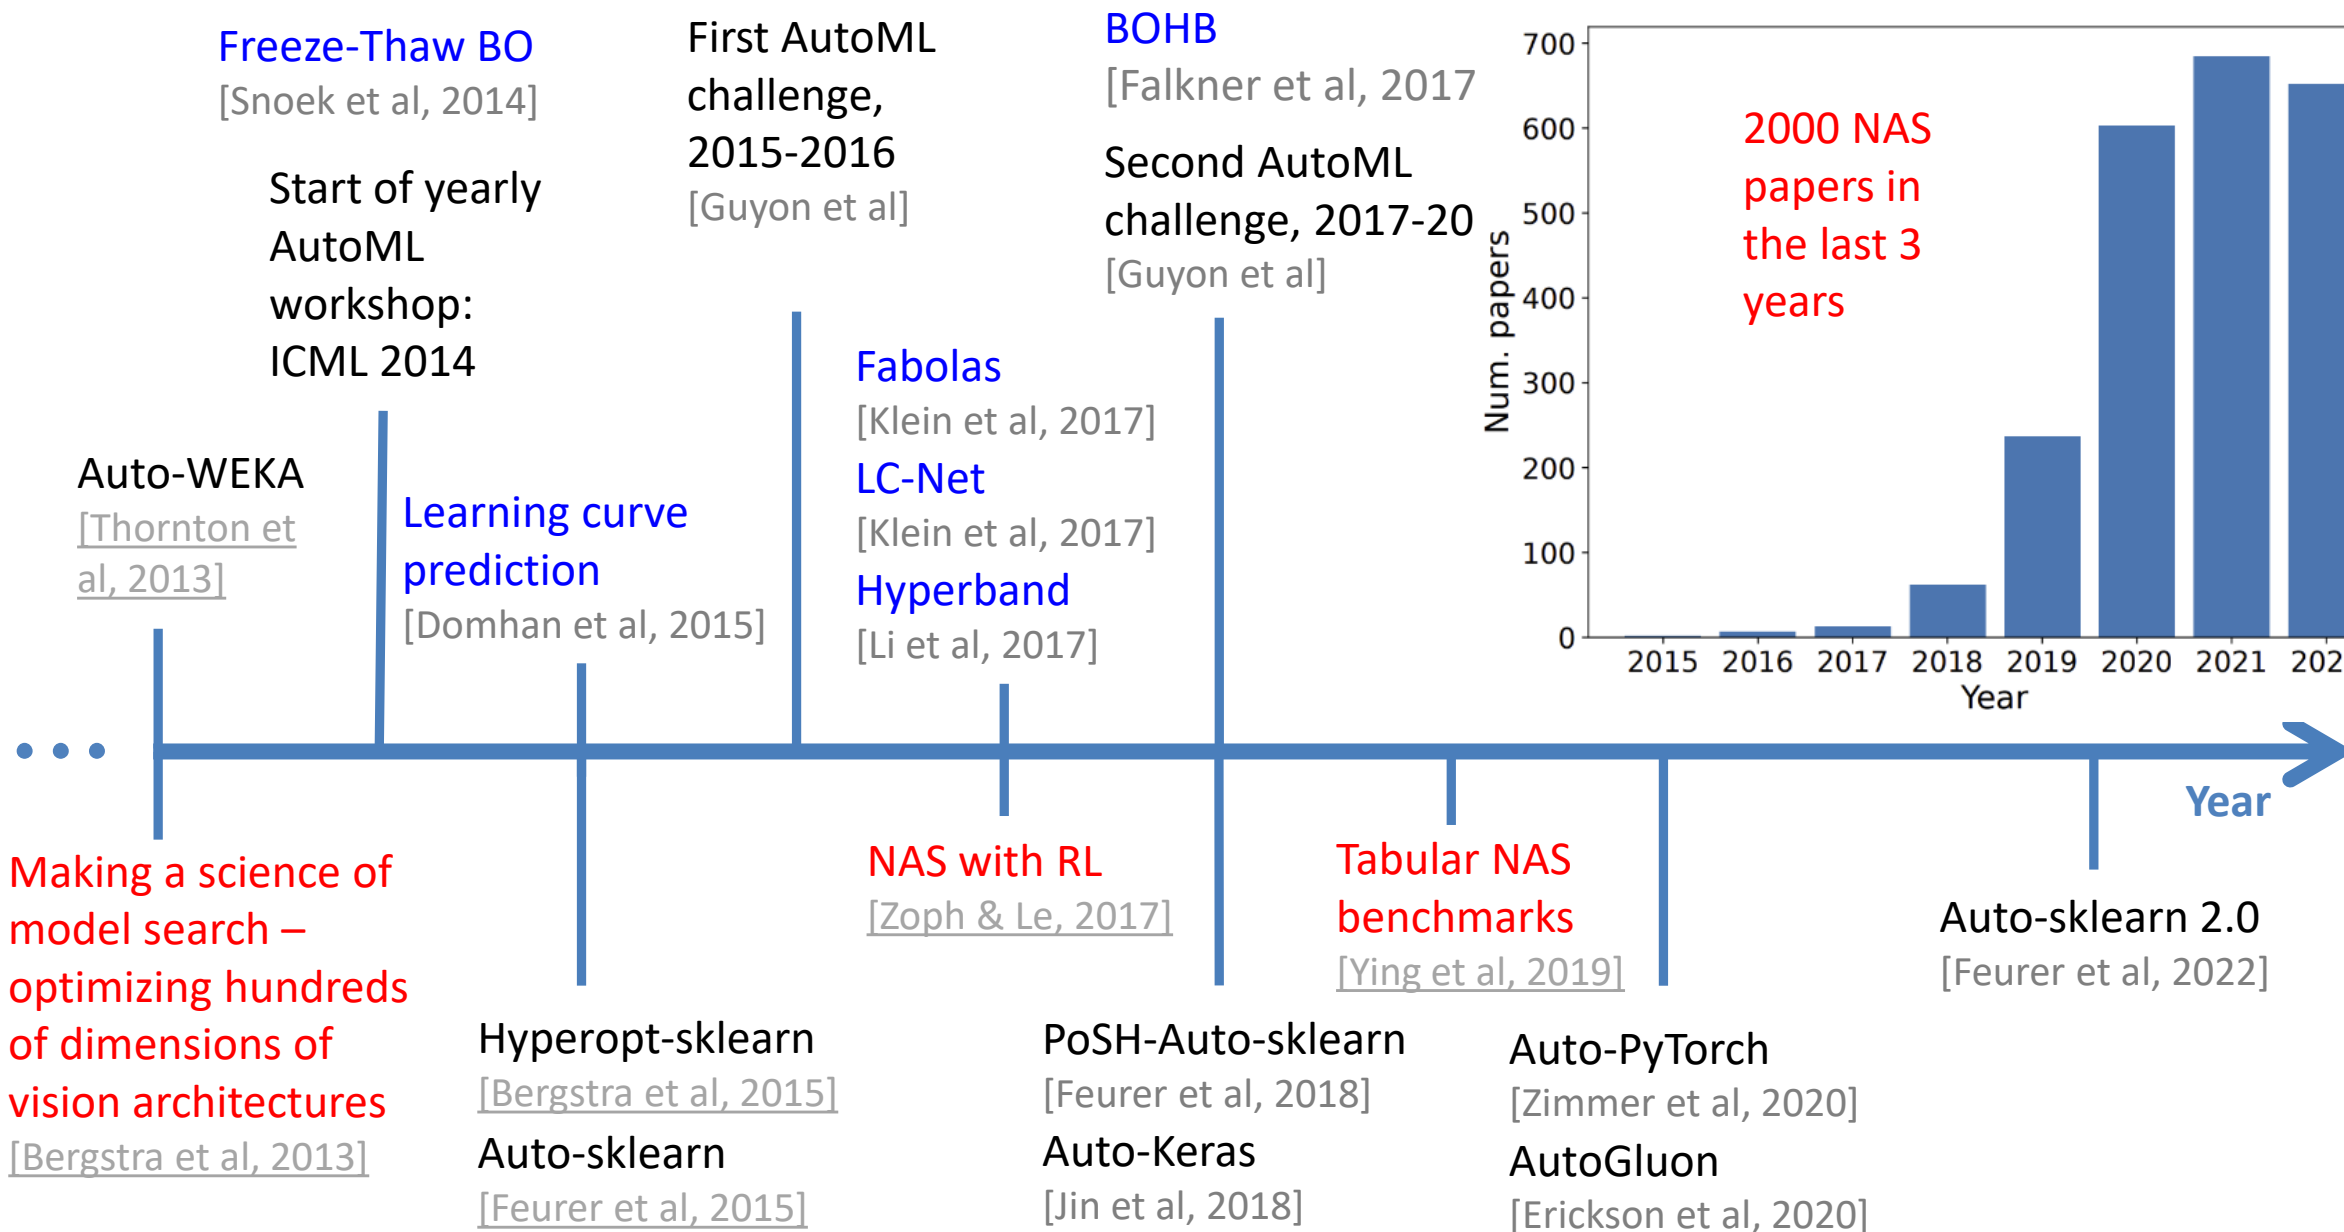 Freeze-Thaw BO
[Snoek et al, 2014]
Start of yearly
AutoML
workshop:
ICML 2014
First AutoML
challenge,
2015-2016
[Guyon et al]
BOHB
[Falkner et al, 2017
Second AutoML
challenge, 2017-20
[Guyon et al]
Auto-WEKA
[Thornton et
al, 2013]
Learning curve
prediction
[Domhan et al, 2015]
Fabolas
[Klein et al, 2017]
LC-Net
[Klein et al, 2017]
Hyperband
[Li et al, 2017]
2000 NAS
papers in
the last 3
years
Num. papers
700
600
500
400
300
200
100
0
2015 2016 2017 2018 2019 2020 2021 202
Year
Year
Making a science of
model search –
optimizing hundreds
of dimensions of
vision architectures
[Bergstra et al, 2013]
Hyperopt-sklearn
[Bergstra et al, 2015]
Auto-sklearn
[Feurer et al, 2015]
NAS with RL
[Zoph & Le, 2017]
PoSH-Auto-sklearn
[Feurer et al, 2018]
Auto-Keras
[Jin et al, 2018]
Tabular NAS
benchmarks
[Ying et al, 2019]
Auto-PyTorch
[Zimmer et al, 2020]
AutoGluon
[Erickson et al, 2020]
Auto-sklearn 2.0
[Feurer et al, 2022]